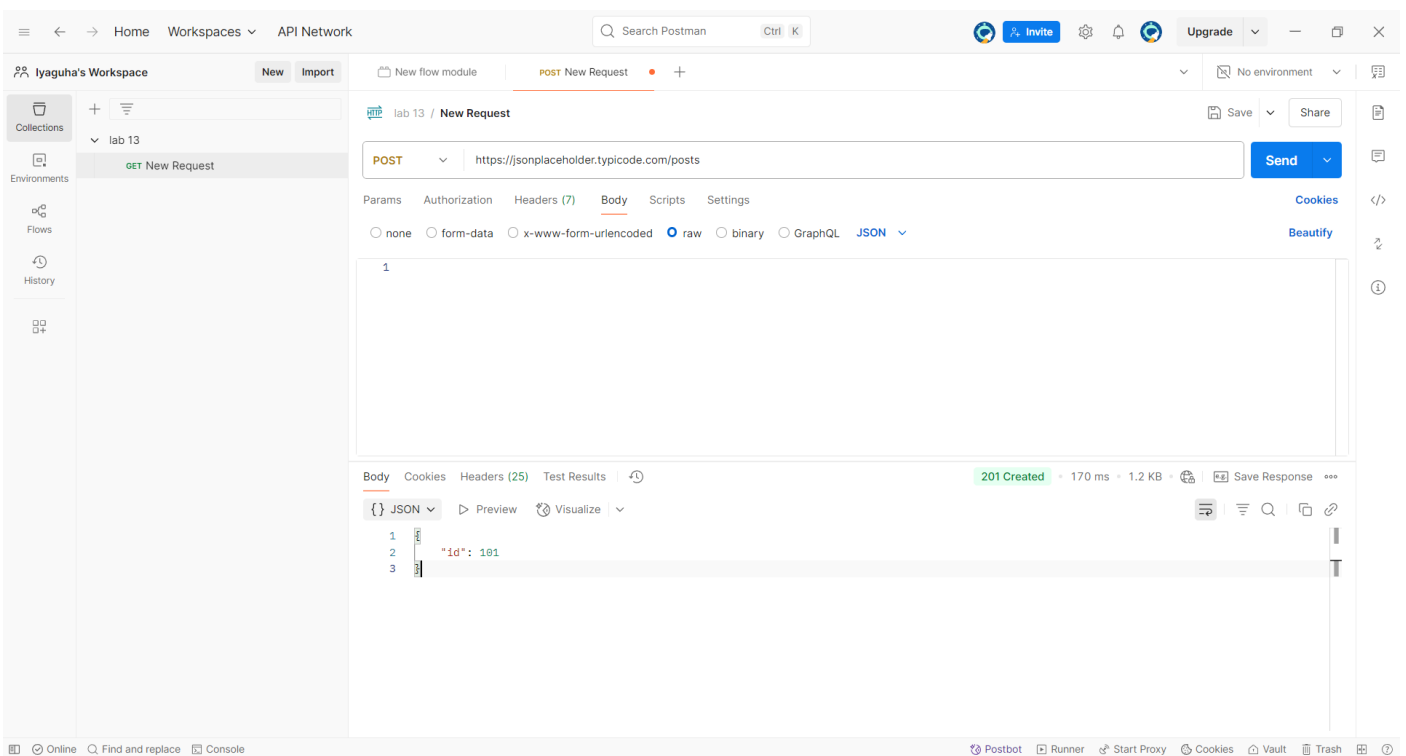 Home Workspaces API Network Search Postman Ctrl K Invite Upgrade
Iyaguha's Workspace New Import New flow module POST New Request + No environment
Collections
lab 13
GET New Request
Environments
Flows
History
HTTP lab 13 / New Request Save Share
POST https://jsonplaceholder.typicode.com/posts Send
Params Authorization Headers (7) Body Scripts Settings Cookies
none form-data x-www-form-urlencoded raw binary GraphQL JSON Beautify
1
Body Cookies Headers (25) Test Results 201 Created 170 ms 1.2 KB e.g. Save Response
{} JSON Preview Visualize
1 {
2 "id": 101
3 }
Online Find and replace Console Postbot Runner Start Proxy Cookies Vault Trash